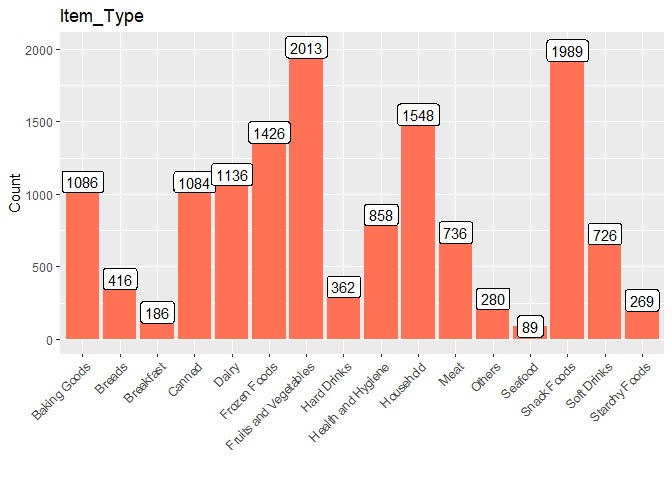 Item_Type
2013
1989
2000
1548
1500
1426
1136
1086
1084
1000
858
736
726
500
416
362
280
269
186
89
0
Count
Baking Goods
Breads
Breakfast
Canned
Dairy
Frozen Foods
Fruits and Vegetables
Hard Drinks
Health and Hygiene
Household
Meat
Others
Seafood
Snack Foods
Soft Drinks
Starchy Foods